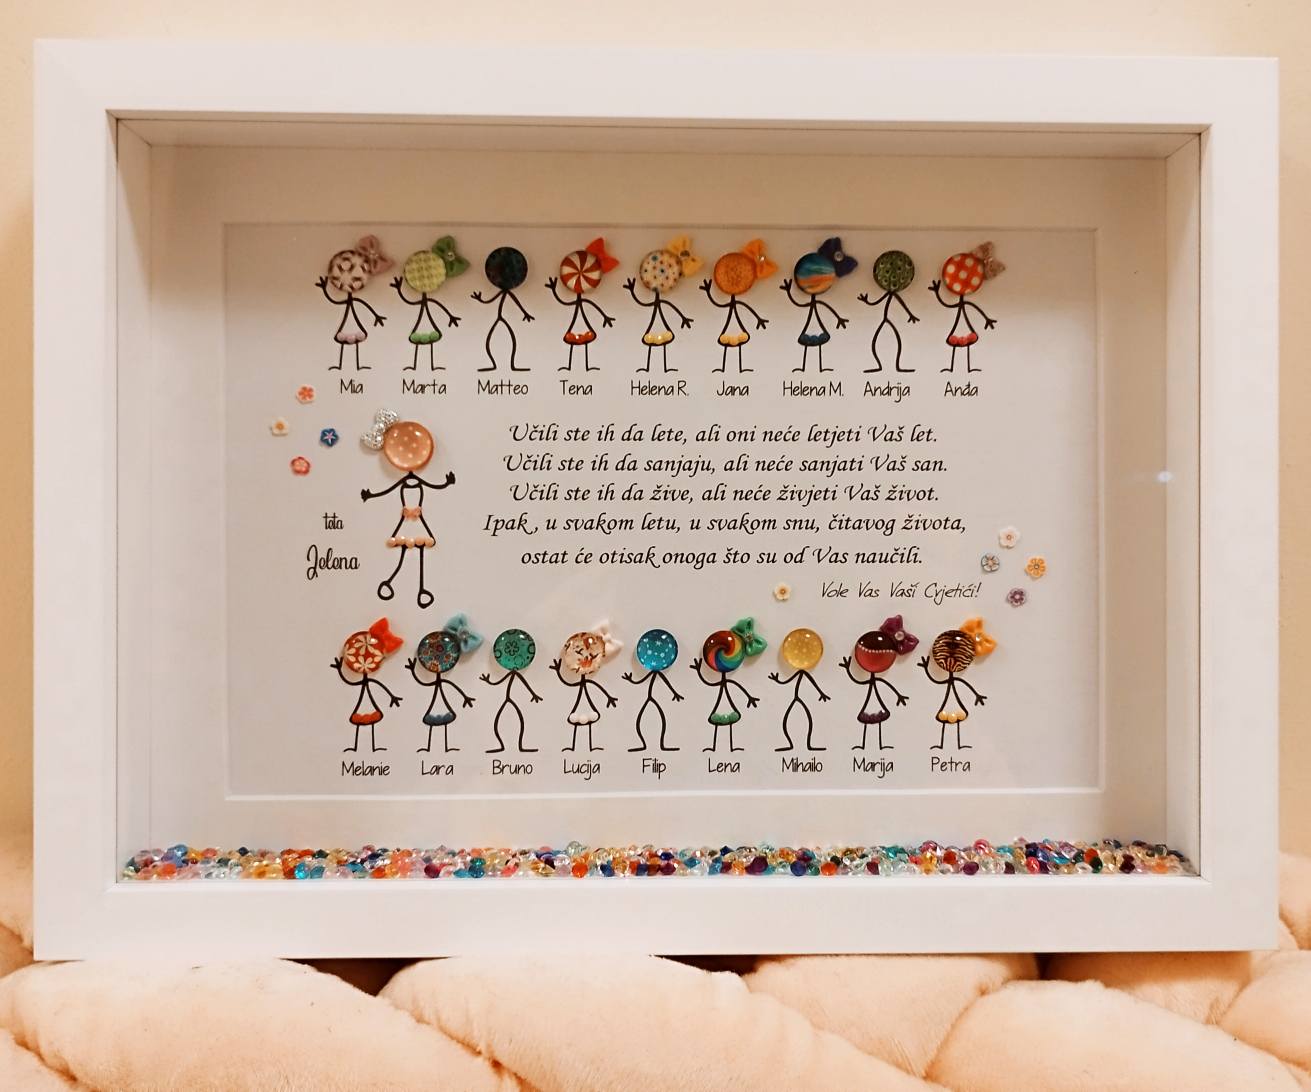 Mia Marta Matteo Tena Helena R. Jana Helena M. Andrija Anđa
Učili ste ih da lete, ali oni neće letjeti Vaš let.
Učili ste ih da sanjaju, ali neće sanjati Vaš san.
Učili ste ih da žive, ali neće živjeti Vaš život.
Ipak, u svakom letu, u svakom snu, čitavog života,
ostat će otisak onoga što su od Vas naučili.
teta
Jelena
Vole Vas Vaši Cvjetići!
Melanie Lara Bruno Lucija Filip Lena Mihailo Marija Petra